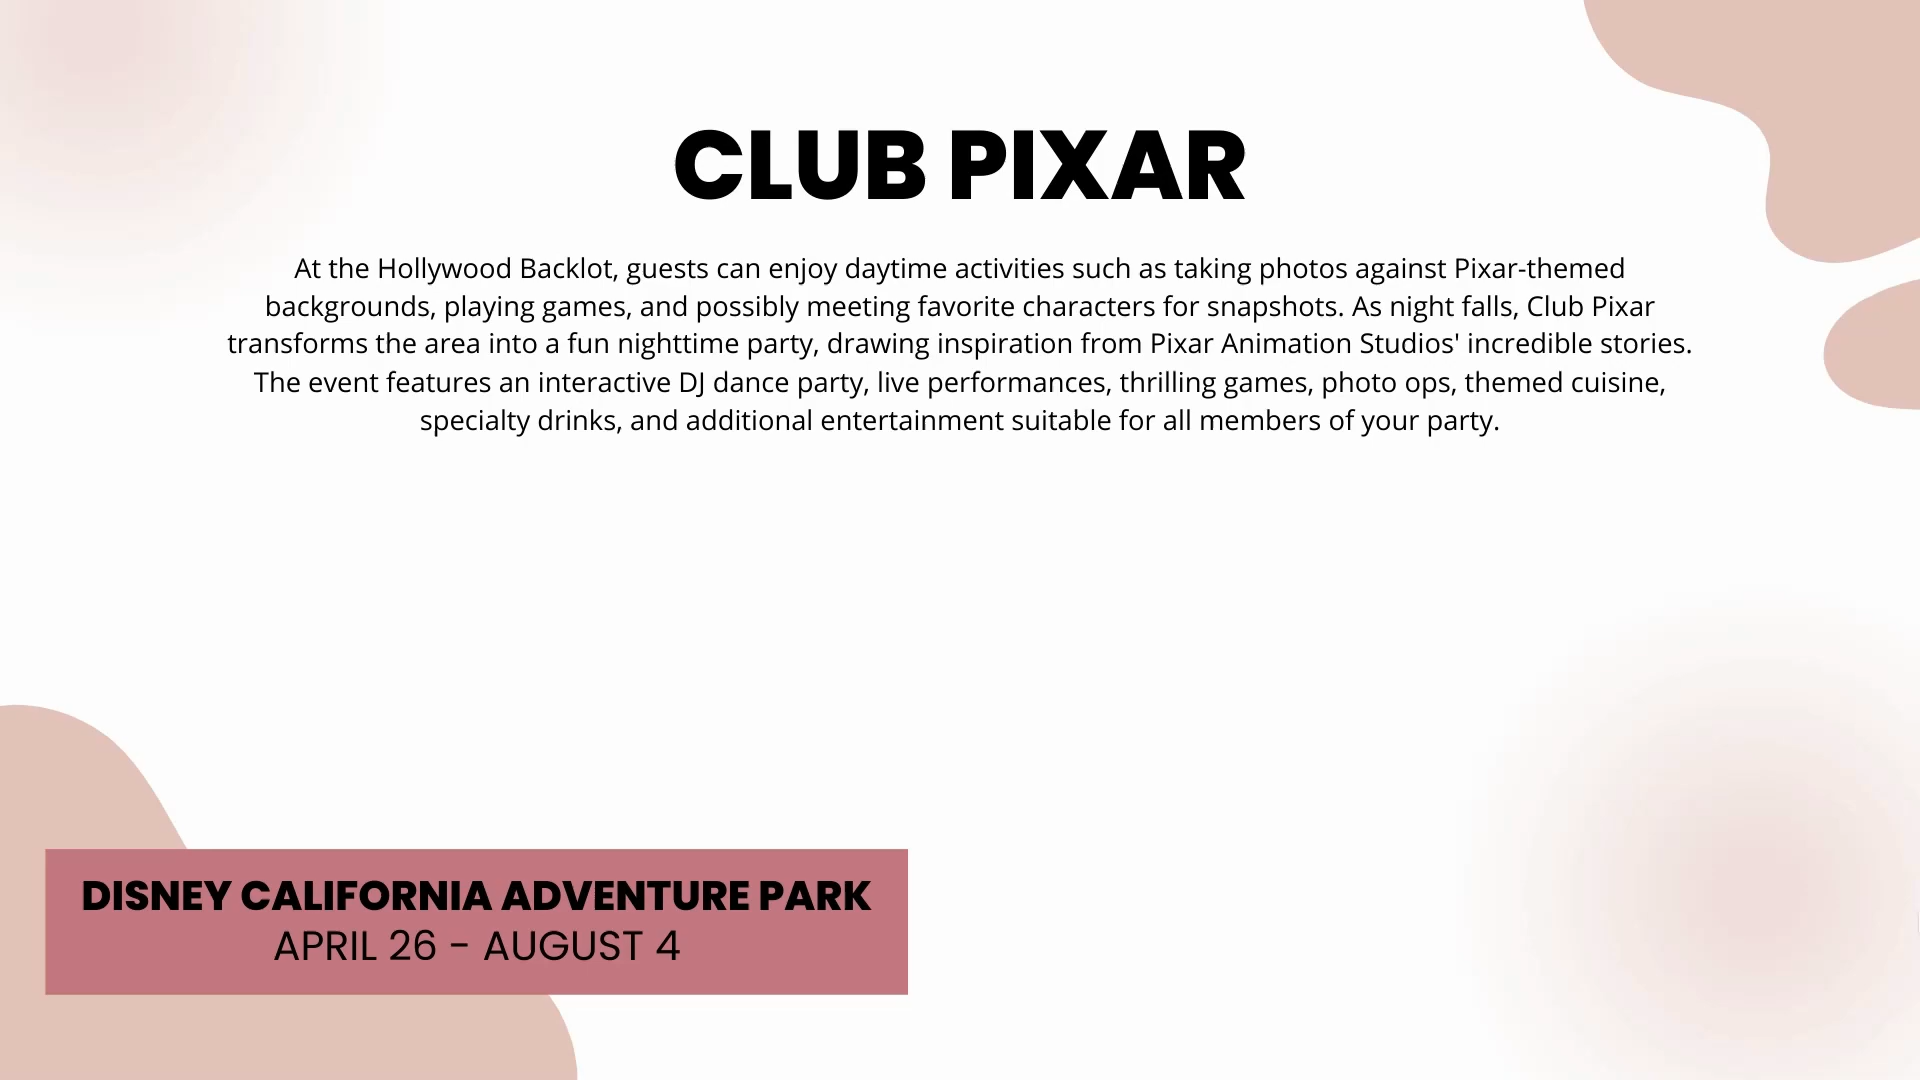 CLUB PIXAR
At the Hollywood Backlot, guests can enjoy daytime activities such as taking photos against Pixar-themed
backgrounds, playing games, and possibly meeting favorite characters for snapshots. As night falls, Club Pixar
transforms the area into a fun nighttime party, drawing inspiration from Pixar Animation Studios' incredible stories.
The event features an interactive DJ dance party, live performances, thrilling games, photo ops, themed cuisine,
specialty drinks, and additional entertainment suitable for all members of your party.
DISNEY CALIFORNIA ADVENTURE PARK
APRIL 26 - AUGUST 4